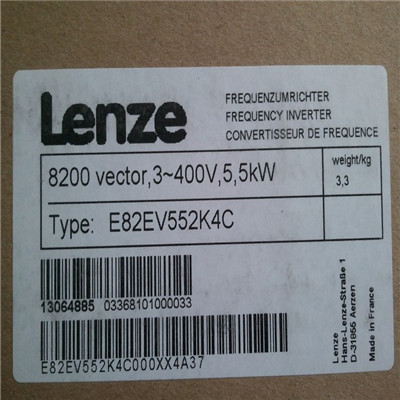 Lenze
FREQUENZUMRICHTER
FREQUENCY INVERTER
CONVERTISSEUR DE FREQUENCE
8200 vector,3~400V,5,5kW
weight/kg
3,3
Type: E82EV552K4C
13064885 03368101000033
E82EV552K4C000XX4A37
Lenze
Hans-Lenze-Straße 1
D-31855 Aerzen
Made in France